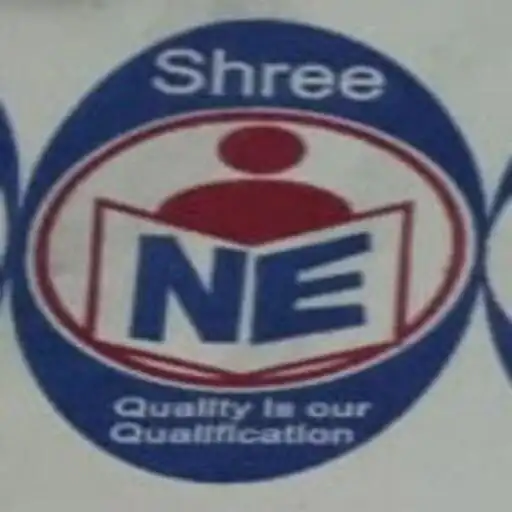 Shree
NE
Quality is our
Qualification